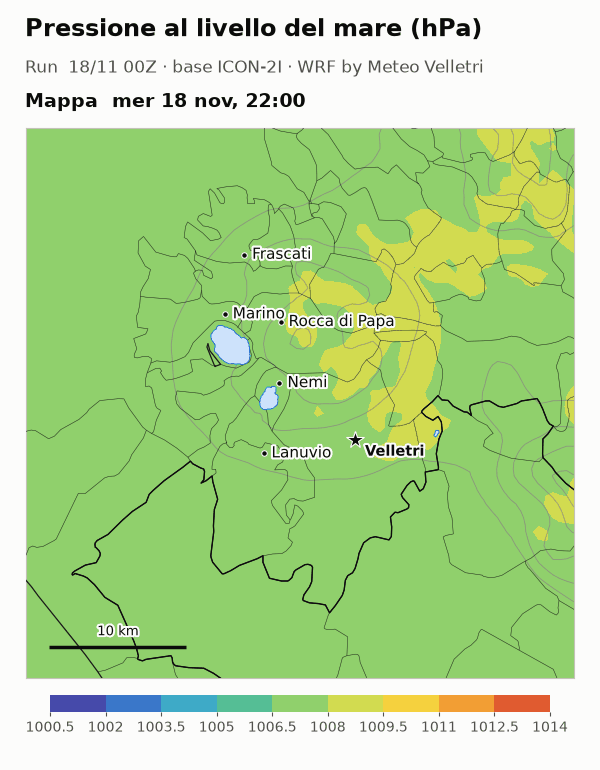 Pressione al livello del mare (hPa)
Run  18/11 00Z · base ICON-2I · WRF by Meteo Velletri
Mappa  mer 18 nov, 22:00
Frascati
Marino
Rocca di Papa
Nemi
Velletri
Lanuvio
10 km
1000.5 1002 1003.5 1005 1006.5 1008 1009.5 1011 1012.5 1014